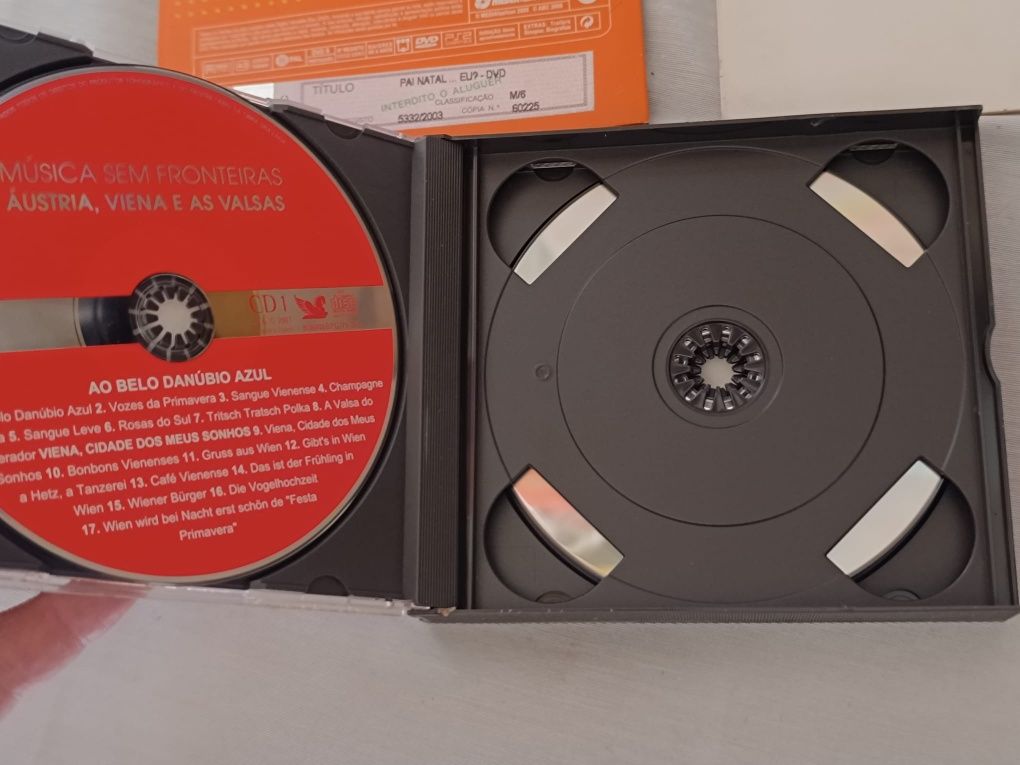 TÍTULO
PAI NATAL ... EU? - DVD
INTERDITO O ALUGUER
CLASSIFICAÇÃO
M/6
5332/2003
CÓPIA N.º
60225
MÚSICA SEM FRONTEIRAS
ÁUSTRIA, VIENA E AS VALSAS
CD 1
AO BELO DANÚBIO AZUL
lo Danúbio Azul 2. Vozes da Primavera 3. Sangue Vienense 4. Champagne
a 5. Sangue Leve 6. Rosas do Sul 7. Tritsch Tratsch Polka 8. A Valsa do
erador VIENA, CIDADE DOS MEUS SONHOS 9. Viena, Cidade dos Meus
Sonhos 10. Bonbons Vienenses 11. Gruss aus Wien 12. Gibt's in Wien
a Hetz, a Tanzerei 13. Café Vienense 14. Das ist der Frühling in
Wien 15. Wiener Bürger 16. Die Vogelhochzeit
17. Wien wird bei Nacht erst schön de "Festa
Primavera"